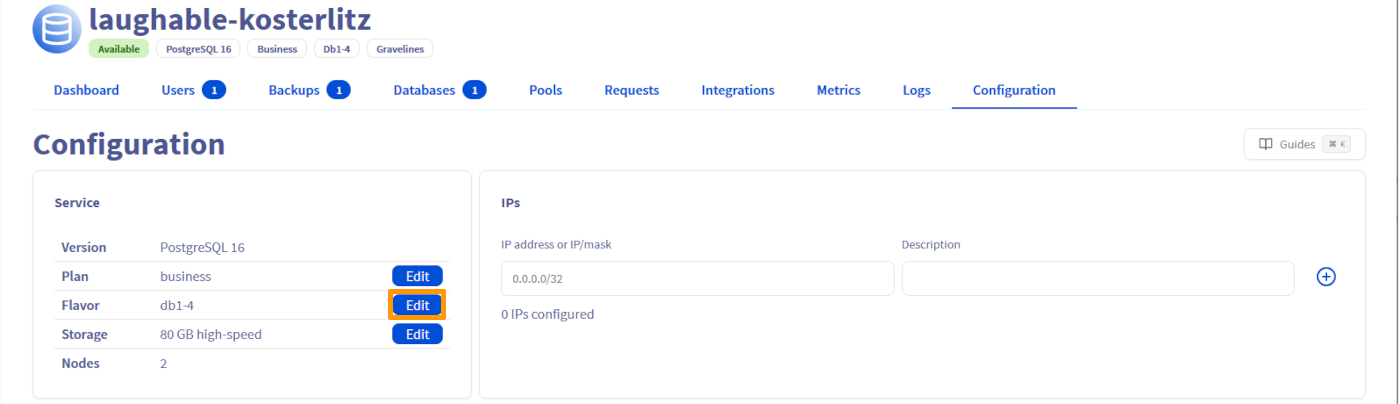 laughable-kosterlitz
Available PostgreSQL 16 Business Db1-4 Gravelines
Dashboard Users 1 Backups 1 Databases 1 Pools Requests Integrations Metrics Logs Configuration
Configuration
Guides ⌘ K
Service
Version PostgreSQL 16
Plan business Edit
Flavor db1-4 Edit
Storage 80 GB high-speed Edit
Nodes 2
IPs
IP address or IP/mask Description
0.0.0.0/32
0 IPs configured